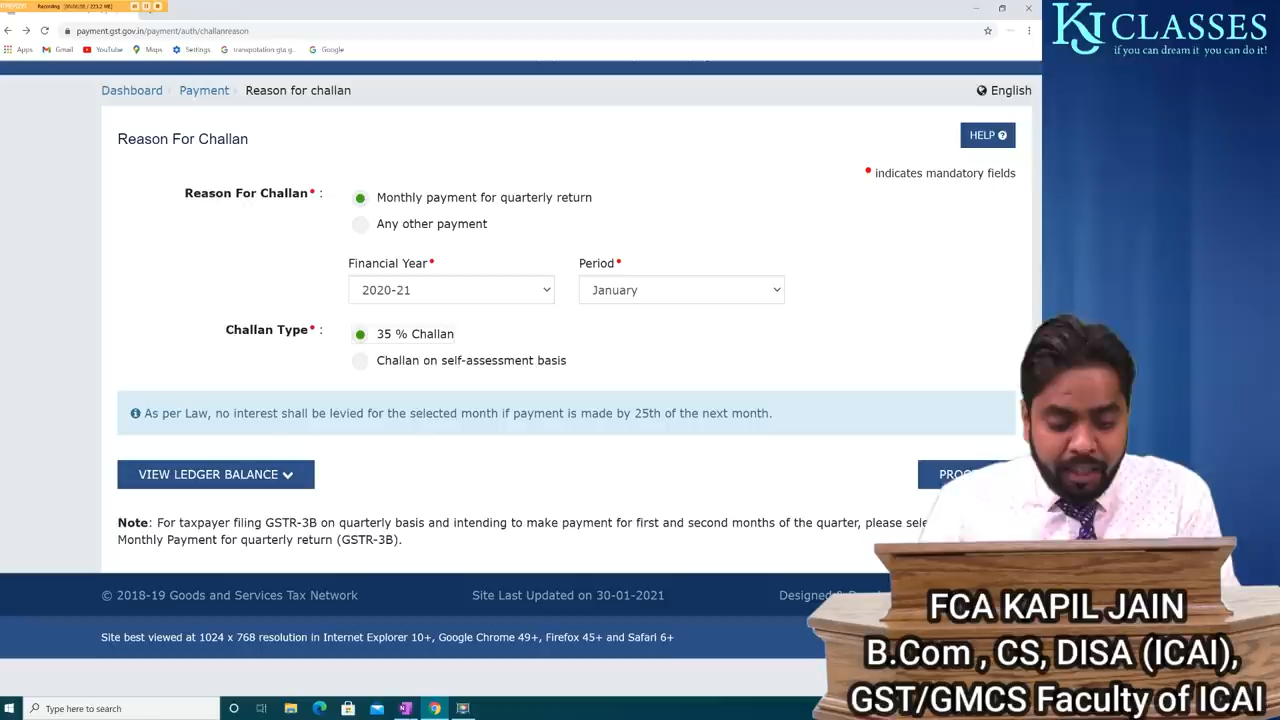 Recording
payment.gst.gov.in/payment/auth/challanreason
Apps Gmail YouTube Maps Settings transpotation gta g... Google
KJ CLASSES
if you can dream it you can do it!
Dashboard Payment Reason for challan English
Reason For Challan HELP
• indicates mandatory fields
Reason For Challan• : Monthly payment for quarterly return
Any other payment
Financial Year• Period•
2020-21 January
Challan Type• : 35 % Challan
Challan on self-assessment basis
As per Law, no interest shall be levied for the selected month if payment is made by 25th of the next month.
VIEW LEDGER BALANCE
Note: For taxpayer filing GSTR-3B on quarterly basis and intending to make payment for first and second months of the quarter, please
Monthly Payment for quarterly return (GSTR-3B).
© 2018-19 Goods and Services Tax Network Site Last Updated on 30-01-2021 Designed &
Site best viewed at 1024 x 768 resolution in Internet Explorer 10+, Google Chrome 49+, Firefox 45+ and Safari 6+
FCA KAPIL JAIN
B.Com , CS, DISA (ICAI),
GST/GMCS Faculty of ICAI
Type here to search